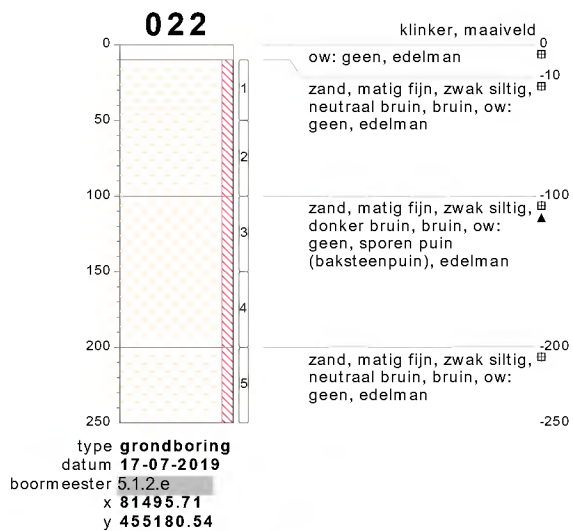 022
klinker, maaiveld
0
0
ow: geen, edelman
-10
zand, matig fijn, zwak siltig,
neutraal bruin, bruin, ow:
geen, edelman
1
50
2
100
-100
zand, matig fijn, zwak siltig,
donker bruin, bruin, ow:
geen, sporen puin
(baksteenpuin), edelman
3
150
4
200
-200
zand, matig fijn, zwak siltig,
neutraal bruin, bruin, ow:
geen, edelman
5
250
-250
type grondboring
datum 17-07-2019
boormeester 5.1.2.e
x 81495.71
y 455180.54